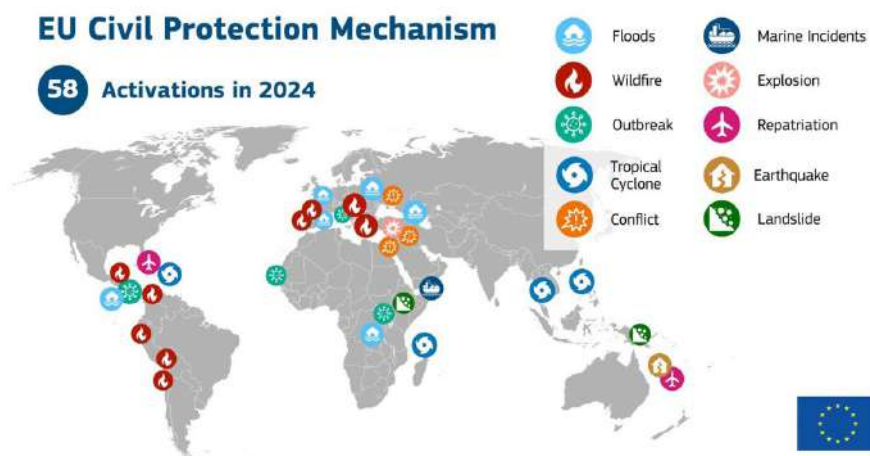 EU Civil Protection Mechanism
58 Activations in 2024
Floods
Marine Incidents
Wildfire
Explosion
Outbreak
Repatriation
Tropical
Cyclone
Earthquake
Conflict
Landslide